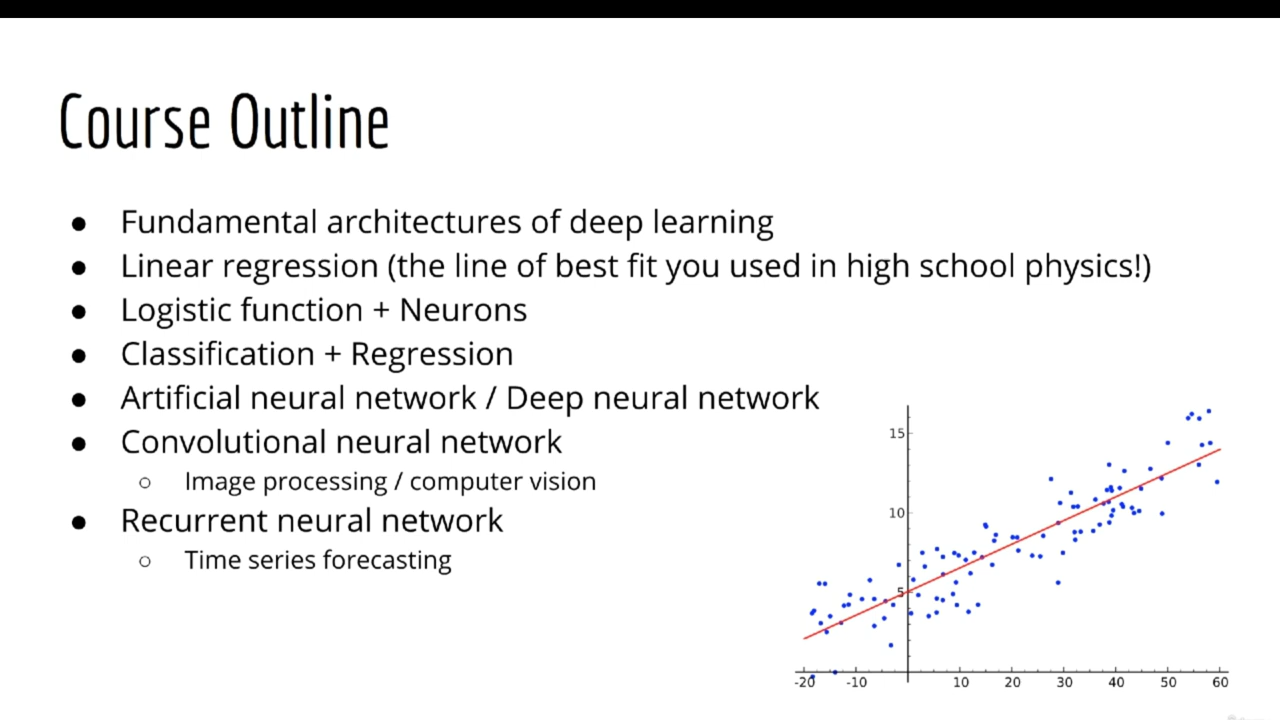 Course Outline
● Fundamental architectures of deep learning
● Linear regression (the line of best fit you used in high school physics!)
● Logistic function + Neurons
● Classification + Regression
● Artificial neural network / Deep neural network
● Convolutional neural network
○ Image processing / computer vision
● Recurrent neural network
○ Time series forecasting
15
10
5
-20 -10 10 20 30 40 50 60